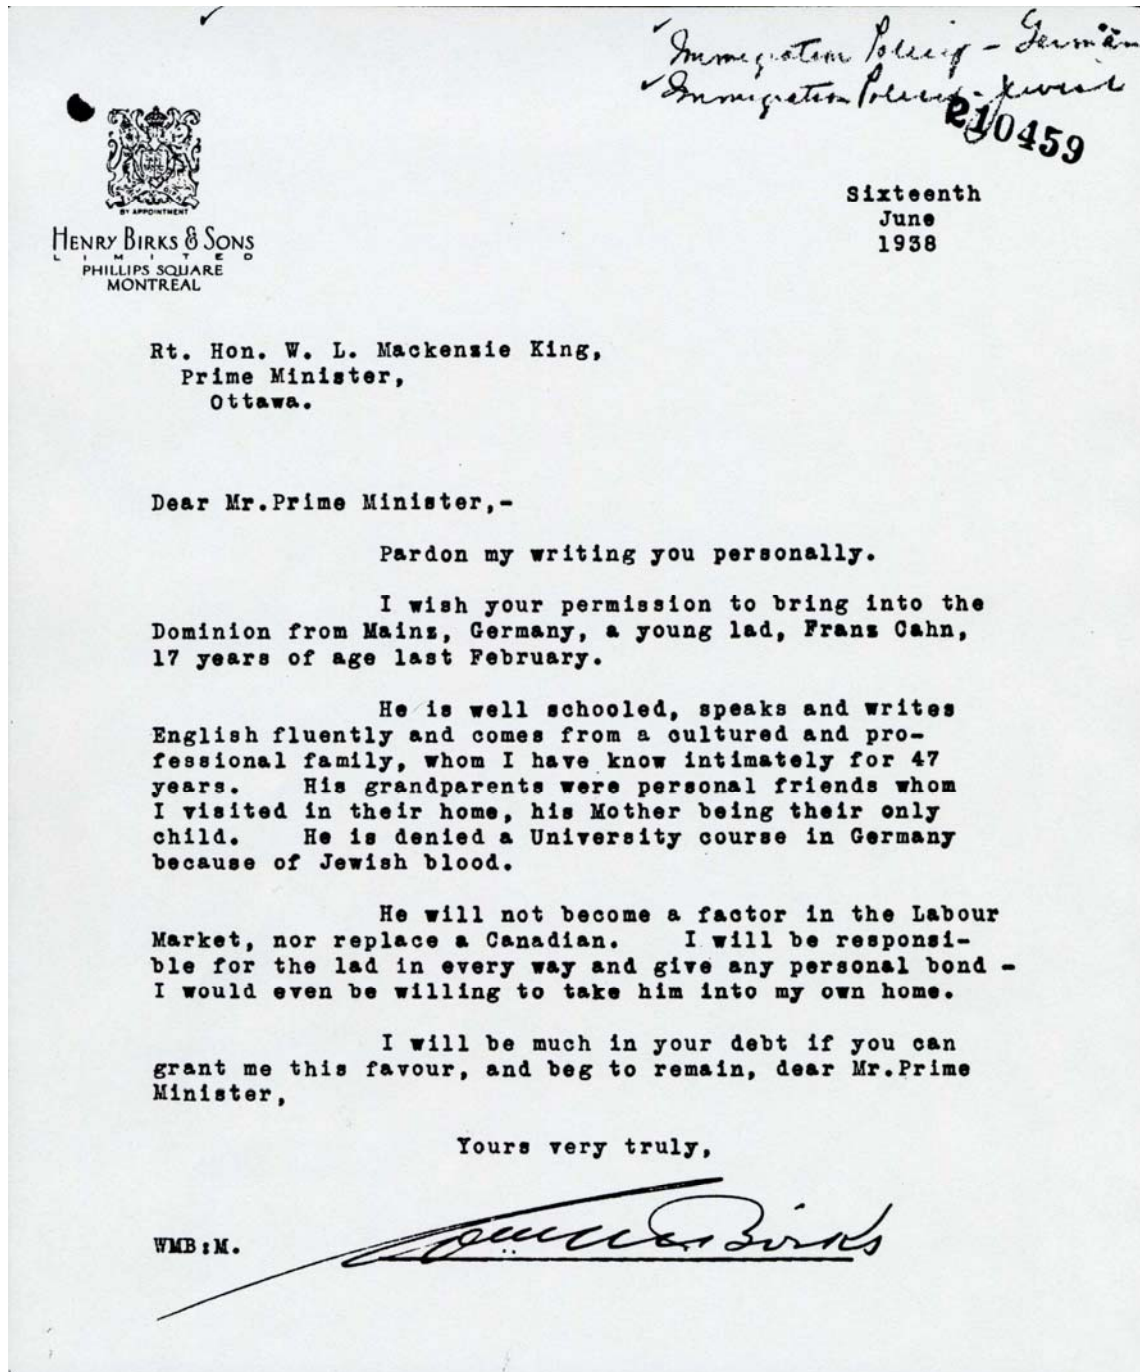 Immigration Policy - German
Immigration Policy - Jewish
210459
BY APPOINTMENT
HENRY BIRKS & SONS
LIMITED
PHILLIPS SQUARE
MONTREAL
Sixteenth
June
1938
Rt. Hon. W. L. Mackenzie King,
Prime Minister,
Ottawa.
Dear Mr.Prime Minister,-
Pardon my writing you personally.
I wish your permission to bring into the
Dominion from Mainz, Germany, a young lad, Franz Cahn,
17 years of age last February.
He is well schooled, speaks and writes
English fluently and comes from a cultured and pro-
fessional family, whom I have know intimately for 47
years. His grandparents were personal friends whom
I visited in their home, his Mother being their only
child. He is denied a University course in Germany
because of Jewish blood.
He will not become a factor in the Labour
Market, nor replace a Canadian. I will be responsi-
ble for the lad in every way and give any personal bond -
I would even be willing to take him into my own home.
I will be much in your debt if you can
grant me this favour, and beg to remain, dear Mr.Prime
Minister,
Yours very truly,
Birks
WMB:M.